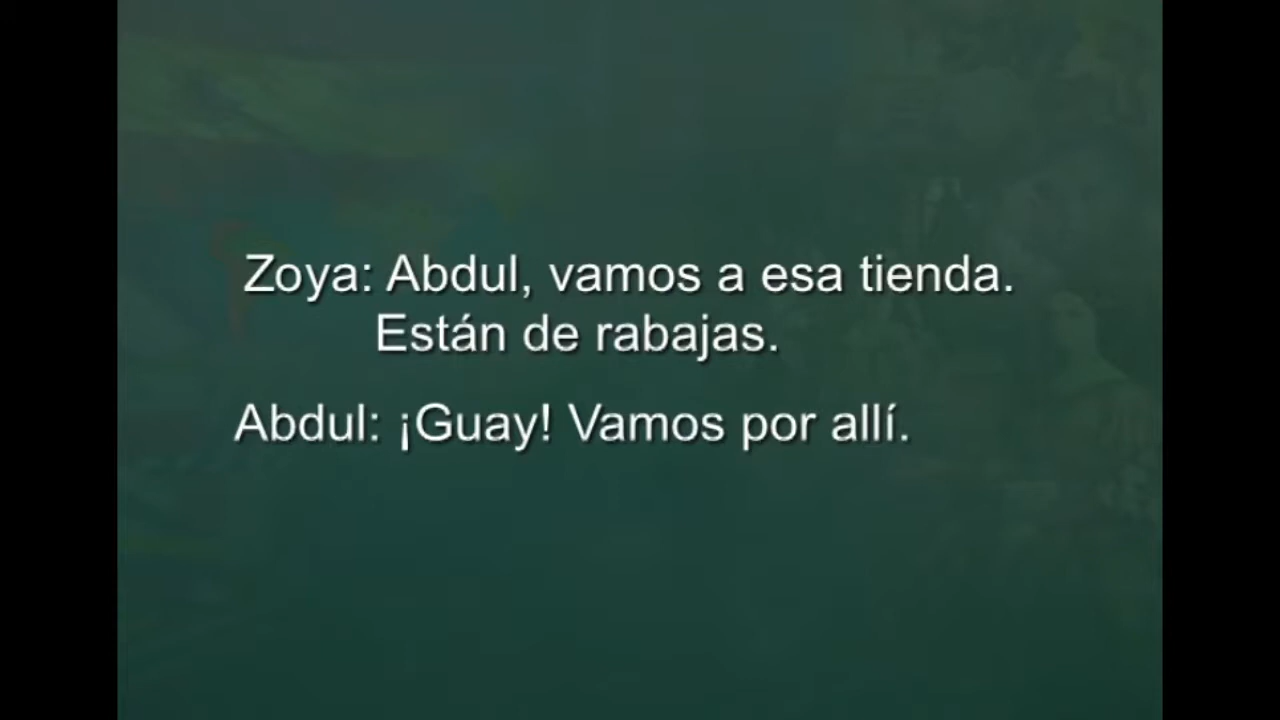 Zoya: Abdul, vamos a esa tienda.
Están de rabajas.
Abdul: ¡Guay! Vamos por allí.